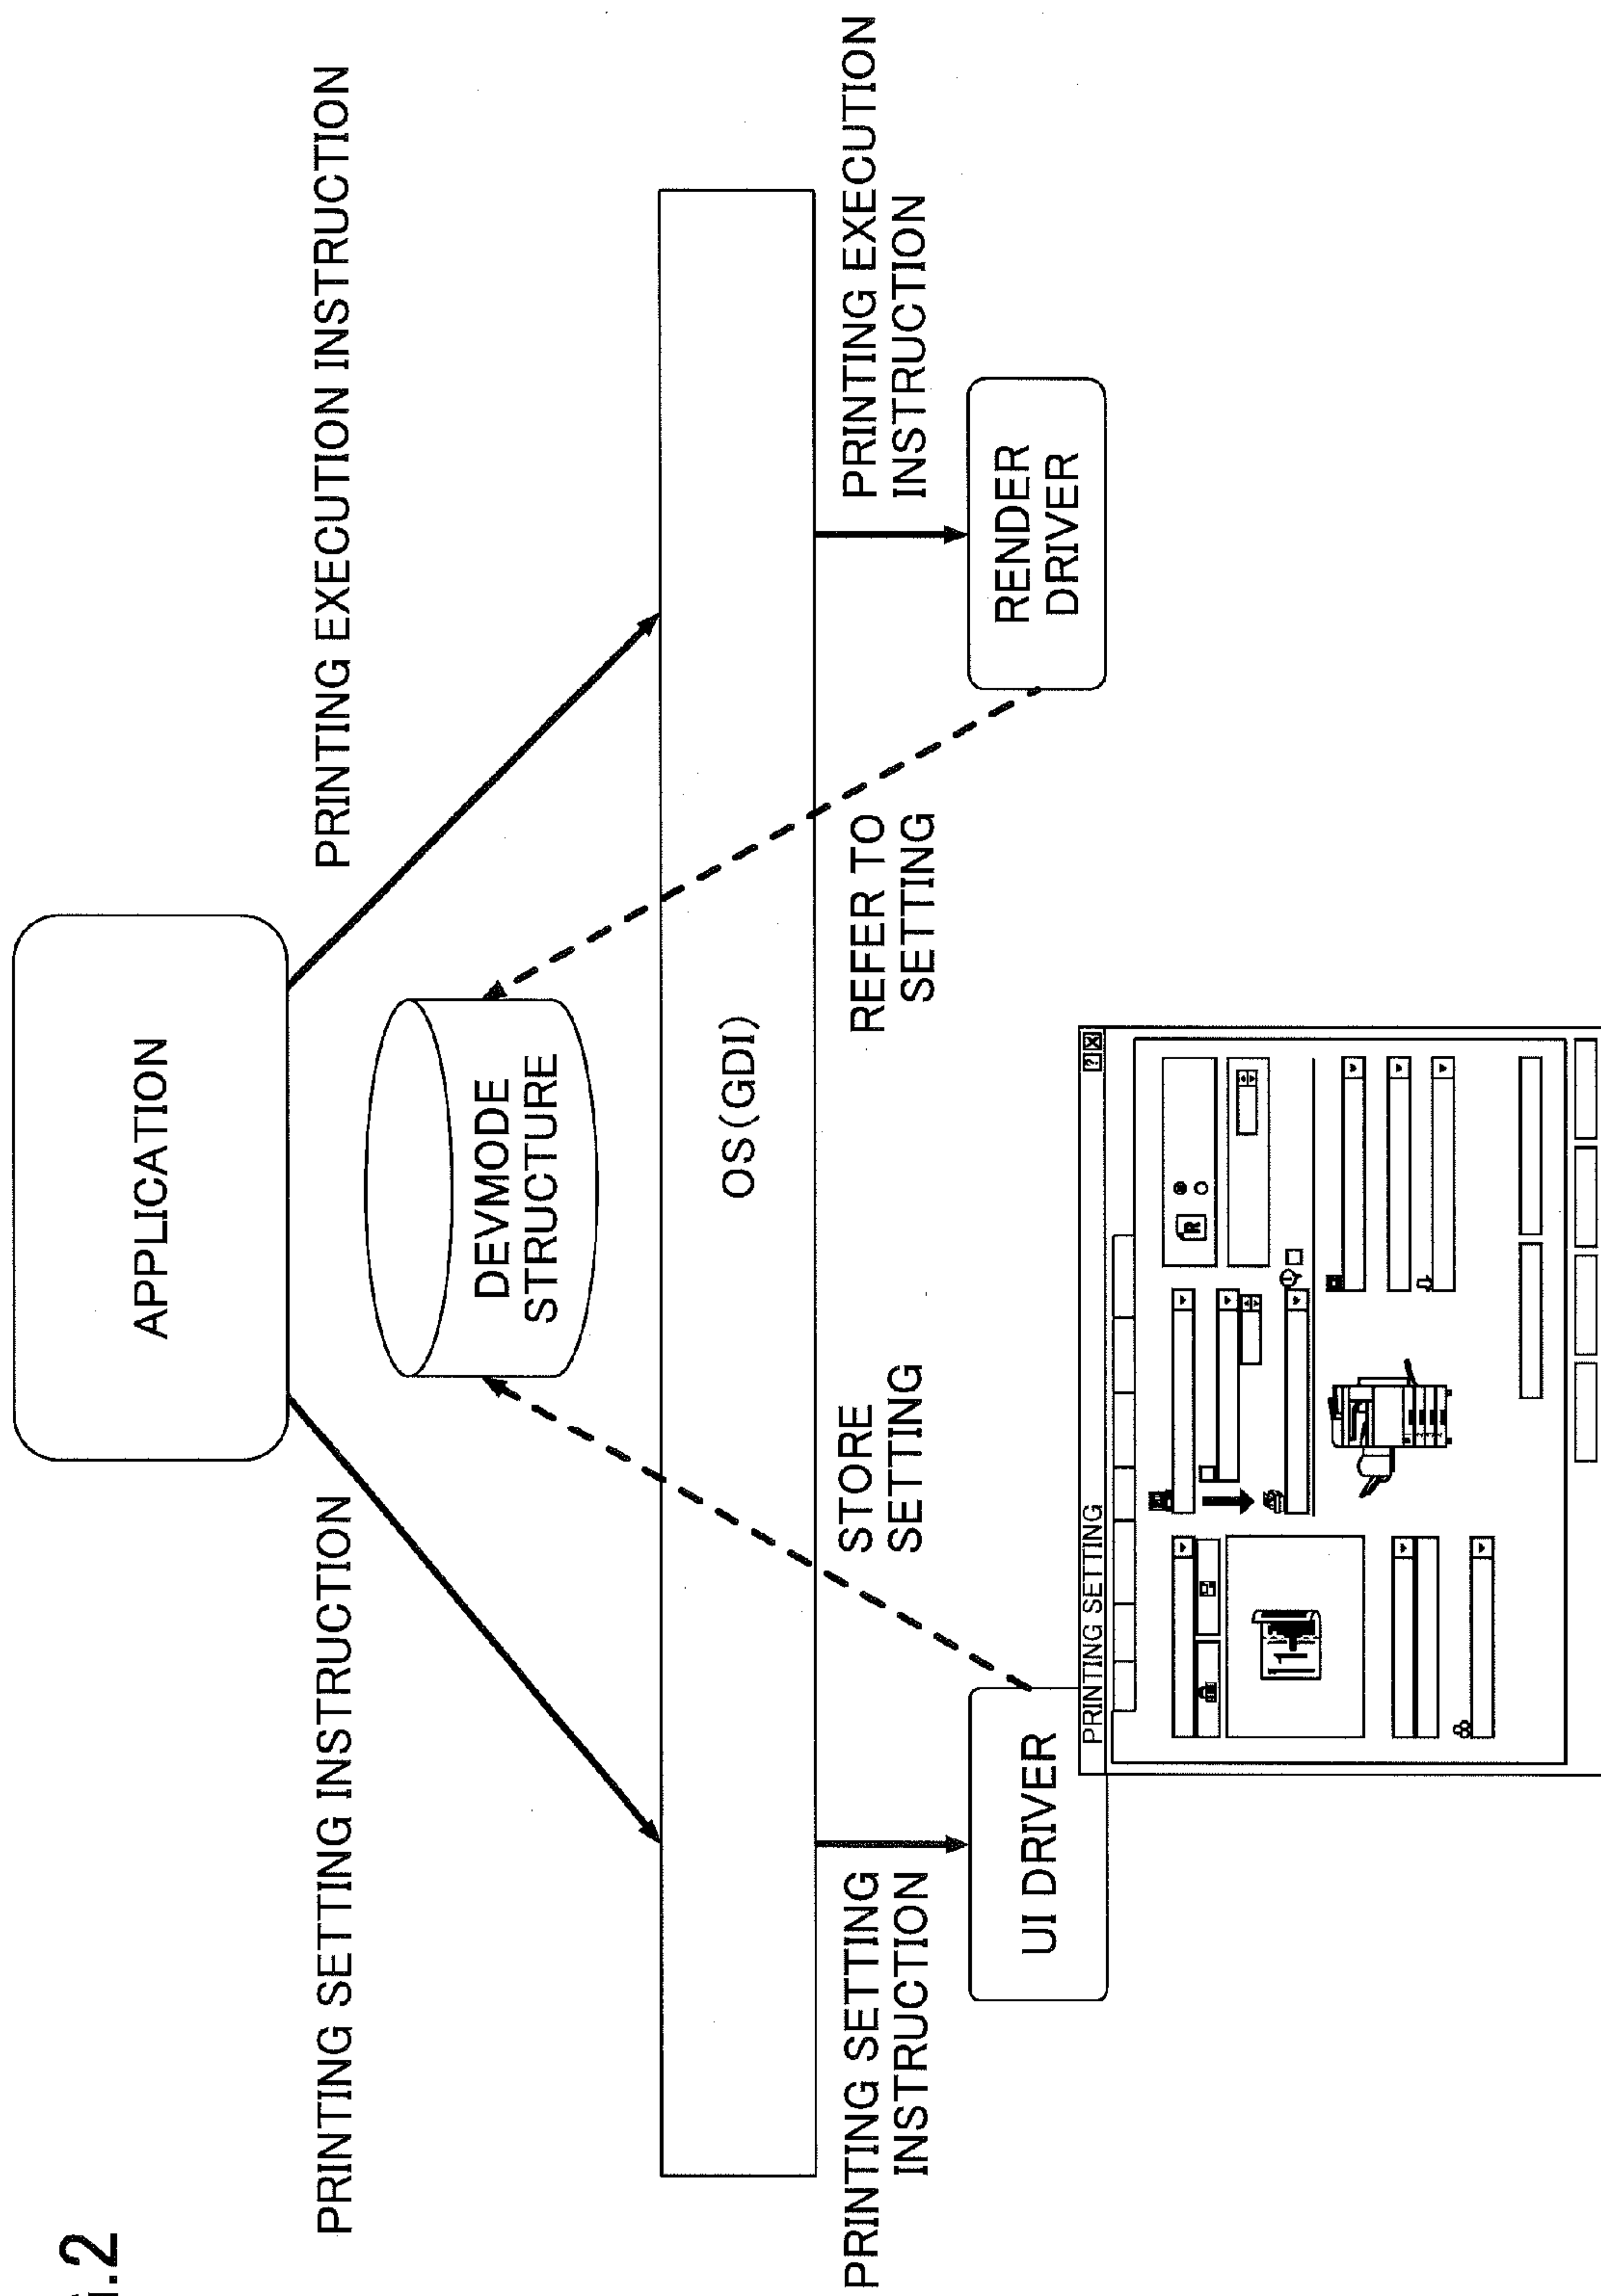 APPLICATION
PRINTING SETTING INSTRUCTION
PRINTING EXECUTION INSTRUCTION
DEVMODE
STRUCTURE
OS(GDI)
PRINTING SETTING
INSTRUCTION
STORE
SETTING
REFER TO
SETTING
PRINTING EXECUTION
INSTRUCTION
UI DRIVER
RENDER
DRIVER
PRINTING SETTING
?
X
R